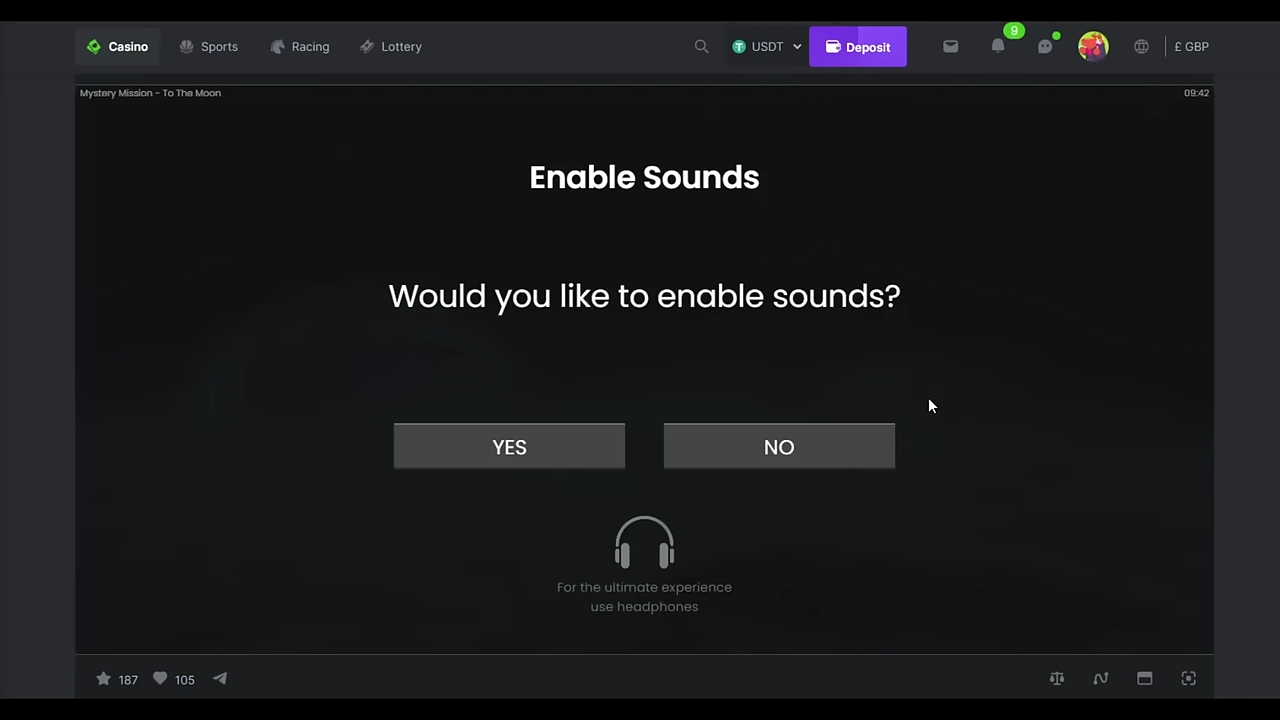 Casino Sports Racing Lottery USDT Deposit 9 £ GBP
Mystery Mission - To The Moon 09:42
Enable Sounds
Would you like to enable sounds?
YES NO
For the ultimate experience
use headphones
187 105